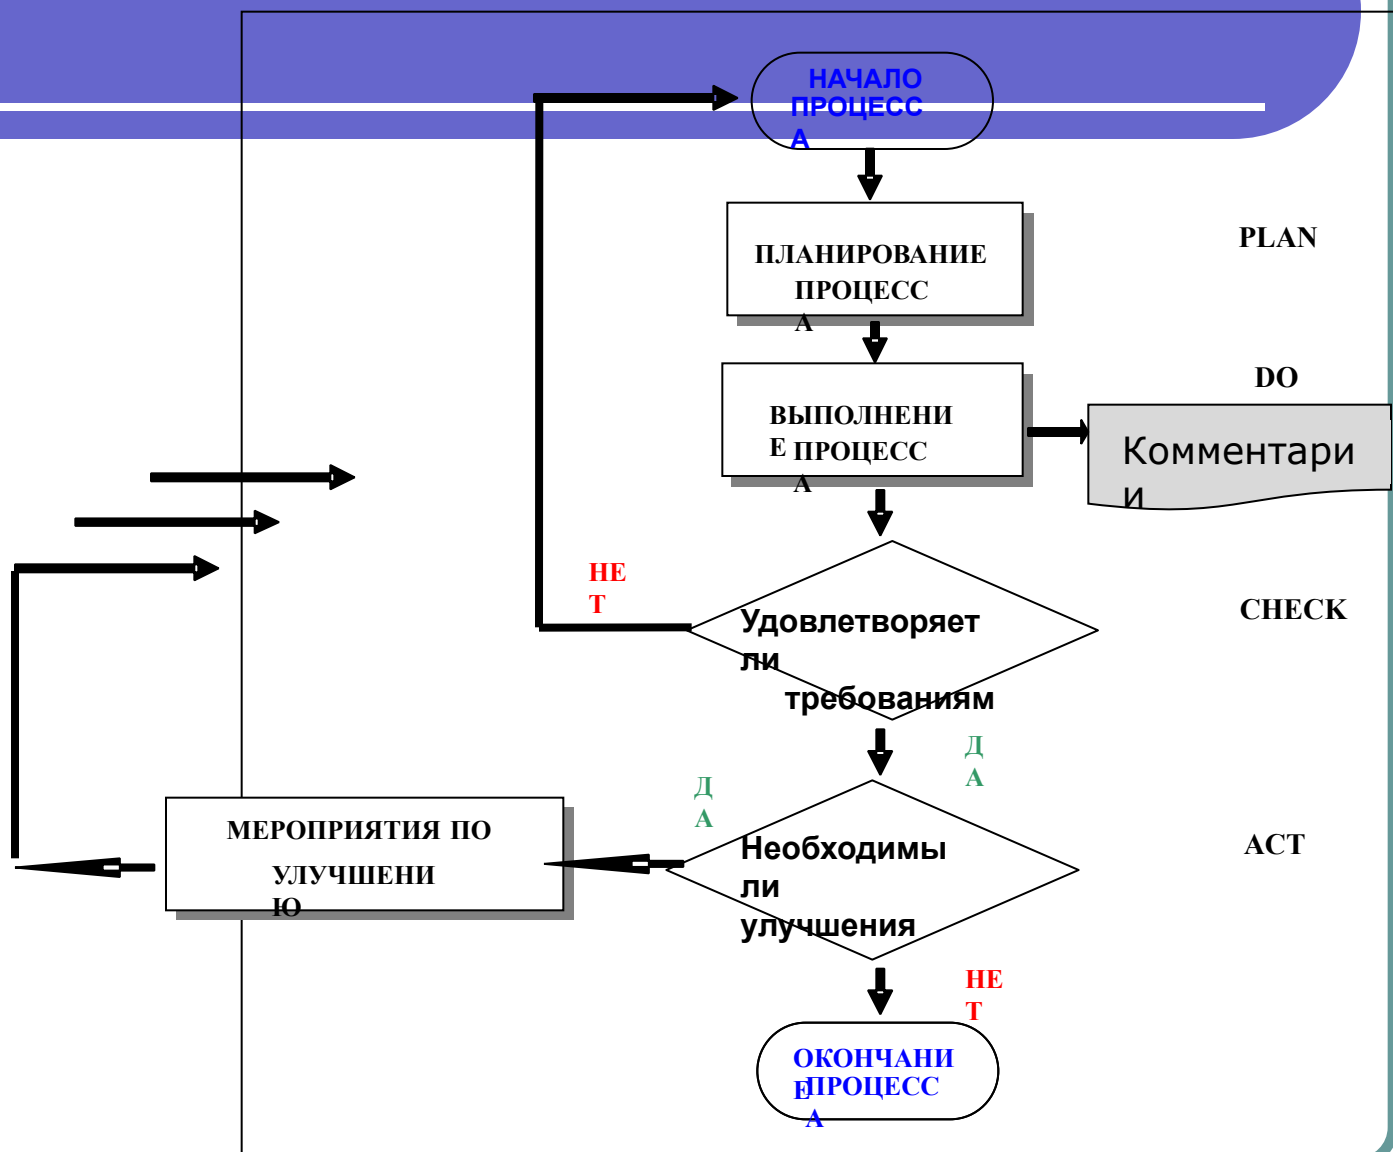 НАЧАЛО
ПРОЦЕСС
А
ПЛАНИРОВАНИЕ
ПРОЦЕСС
А
PLAN
DO
ВЫПОЛНЕНИ
Е ПРОЦЕСС
А
Комментари
и
НЕ
Т
Удовлетворяет
ли
требованиям
CHECK
Д
А
Д
А
Необходимы
ли
улучшения
ACT
МЕРОПРИЯТИЯ ПО
УЛУЧШЕНИ
Ю
НЕ
Т
ОКОНЧАНИ
Е
ПРОЦЕСС
А